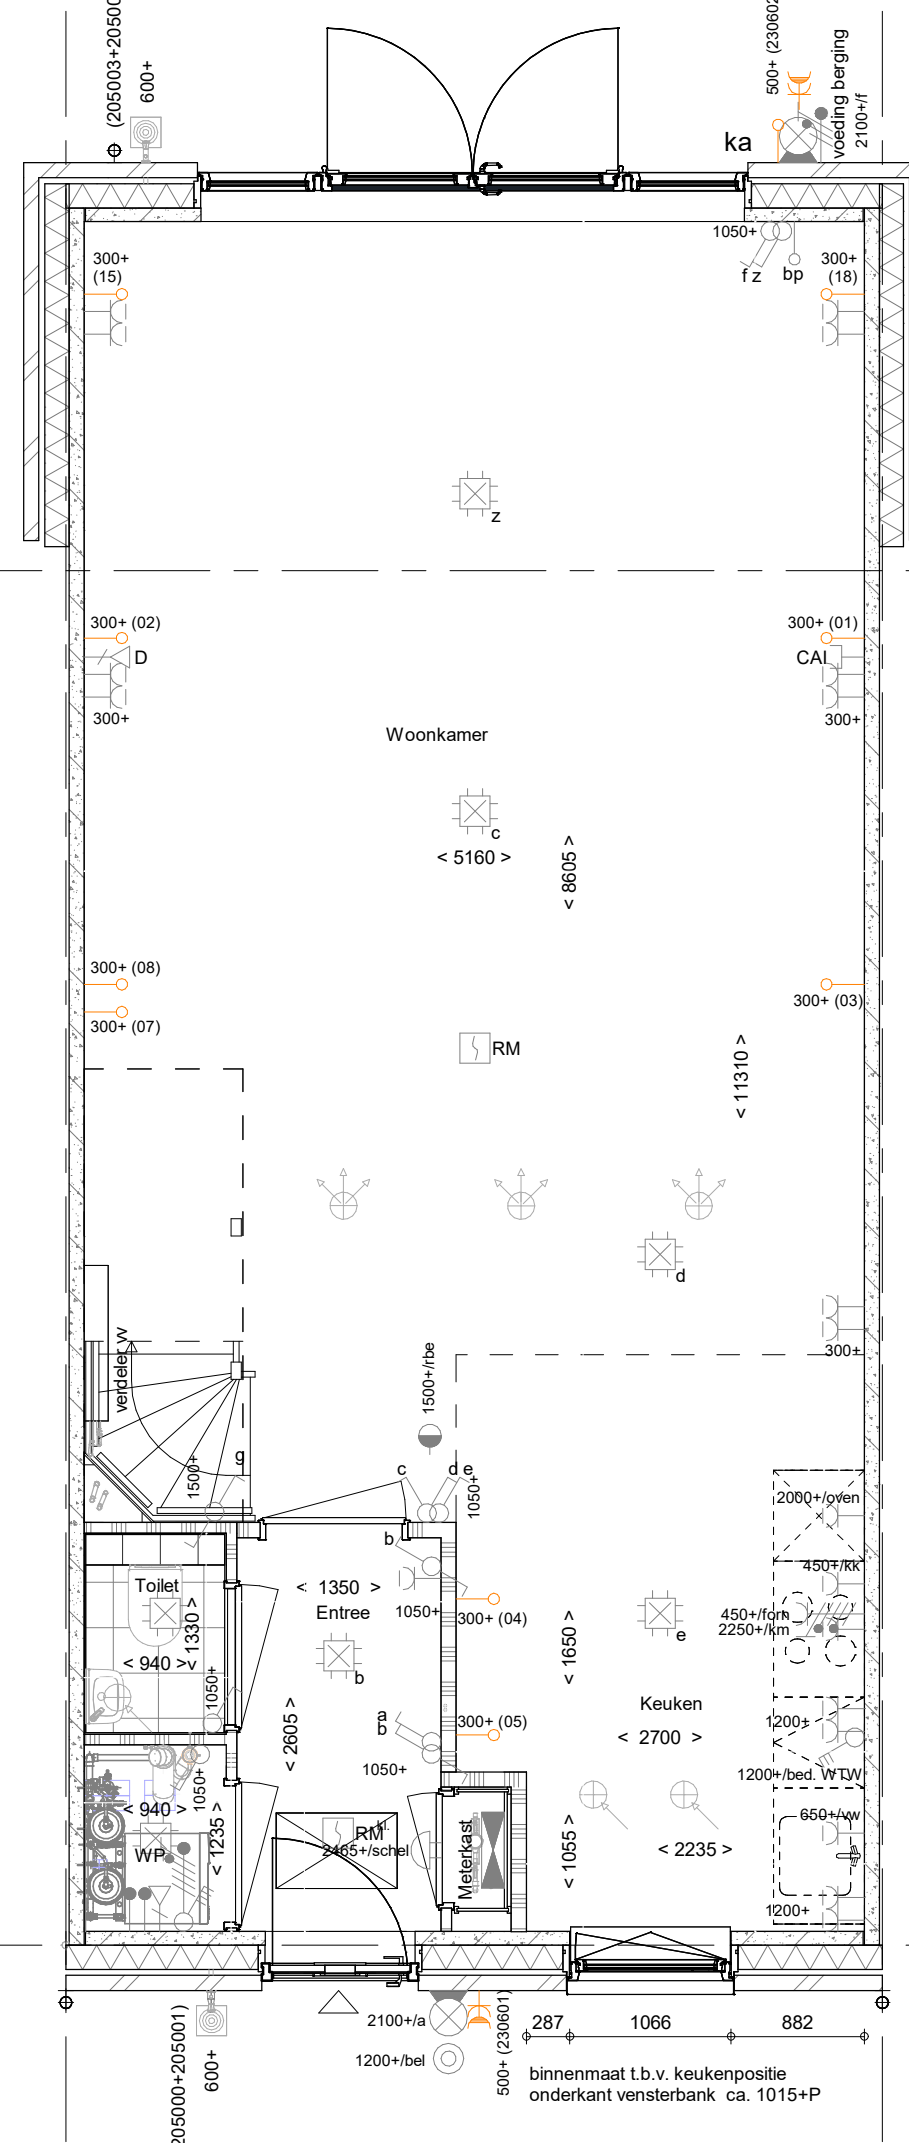 (205003+20500
600+
500+ (230602
voeding berging
2100+/f
ka
1050+
f z
bp
300+
(15)
300+
(18)
z
300+ (02)
D
300+
300+ (01)
CAI
300+
Woonkamer
c
< 5160 >
< 8605 >
300+ (08)
300+ (07)
300+ (03)
RM
< 11310 >
d
300+
verdeler vv
1500+/rbe
g
1500+
c
d e
1050+
2000+/oven
450+/kk
450+/forn
2250+/km
b
1050+
Toilet
< 1330 >
< 940 >
1050+
< 1350 >
Entree
b
300+ (04)
< 1650 >
e
Keuken
< 2700 >
1200+
1200+/bed. WTW
650+/vw
1200+
a
b
1050+
300+ (05)
< 2605 >
1050+
< 940 >
< 1235 >
WP
RM
kl.
2465+/schel
Meterkast
< 1055 >
< 2235 >
205000+205001)
600+
2100+/a
1200+/bel
500+ (230601)
287
1066
882
binnenmaat t.b.v. keukenpositie
onderkant vensterbank ca. 1015+P